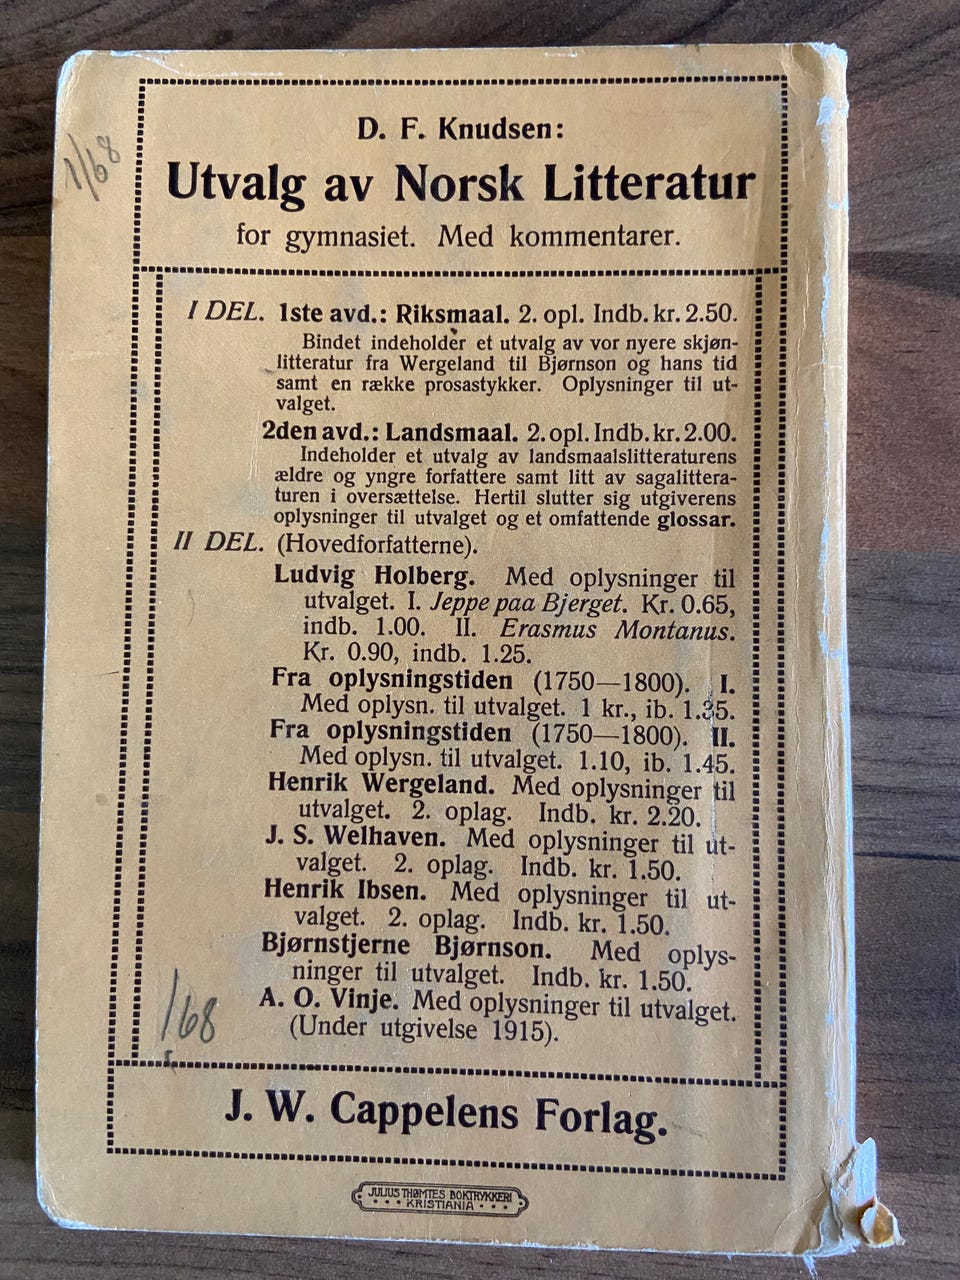 D. F. Knudsen:
Utvalg av Norsk Litteratur
for gymnasiet. Med kommentarer.
1/68
I DEL. 1ste avd.: Riksmaal. 2. opl. Indb. kr. 2.50.
Bindet indeholder et utvalg av vor nyere skjøn-
litteratur fra Wergeland til Bjørnson og hans tid
samt en række prosastykker. Oplysninger til ut-
valget.
2den avd.: Landsmaal. 2. opl. Indb. kr. 2.00.
Indeholder et utvalg av landsmaalslitteraturens
ældre og yngre forfattere samt litt av sagalittera-
turen i oversættelse. Hertil slutter sig utgiverens
oplysninger til utvalget og et omfattende glossar.
II DEL. (Hovedforfatterne).
Ludvig Holberg. Med oplysninger til
utvalget. I. Jeppe paa Bjerget. Kr. 0.65,
indb. 1.00. II. Erasmus Montanus.
Kr. 0.90, indb. 1.25.
Fra oplysningstiden (1750—1800). I.
Med oplysn. til utvalget. 1 kr., ib. 1.35.
Fra oplysningstiden (1750—1800). II.
Med oplysn. til utvalget. 1.10, ib. 1.45.
Henrik Wergeland. Med oplysninger til
utvalget. 2. oplag. Indb. kr. 2.20.
J. S. Welhaven. Med oplysninger til ut-
valget. 2. oplag. Indb. kr. 1.50.
Henrik Ibsen. Med oplysninger til ut-
valget. 2. oplag. Indb. kr. 1.50.
Bjørnstjerne Bjørnson. Med oplys-
ninger til utvalget. Indb. kr. 1.50.
A. O. Vinje. Med oplysninger til utvalget.
(Under utgivelse 1915).
/68
J. W. Cappelens Forlag.
JULIUS THØMTES BOKTRYKKERI
KRISTIANIA